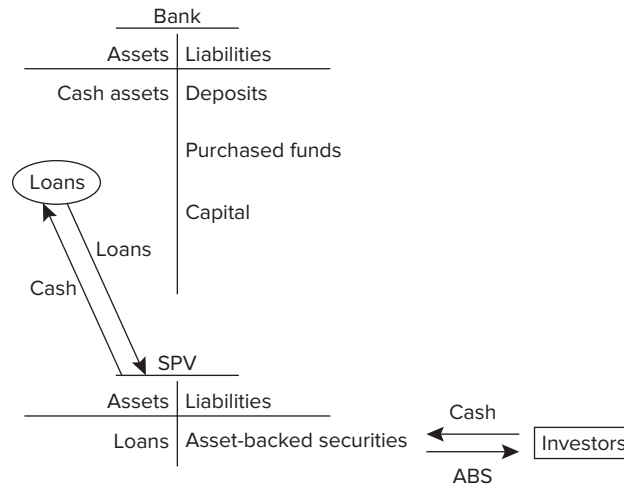 Bank
Assets Liabilities
Cash assets Deposits
Purchased funds
Loans
Capital
Loans
Cash
SPV
Assets Liabilities
Cash
Loans Asset-backed securities
Investors
ABS